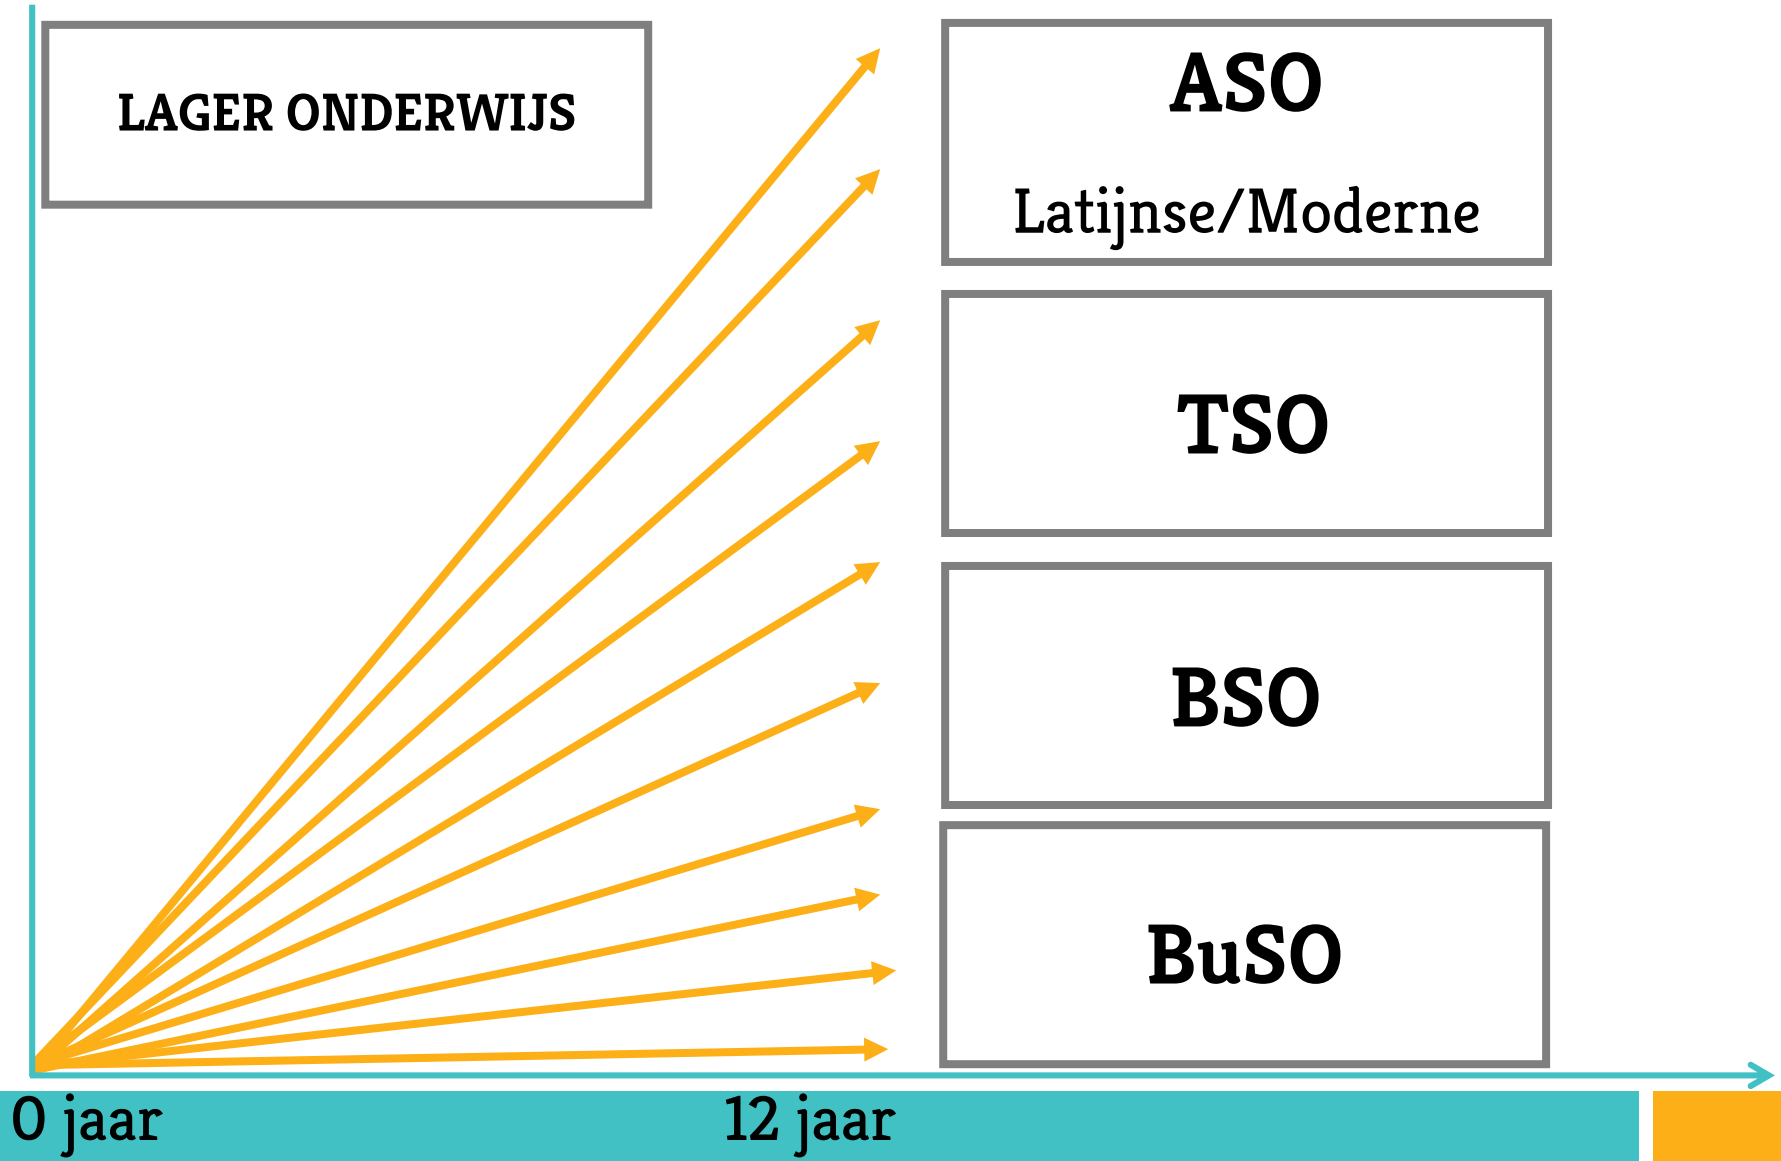 LAGER ONDERWIJS
ASO
Latijnse/Moderne
TSO
BSO
BuSO
0 jaar
12 jaar